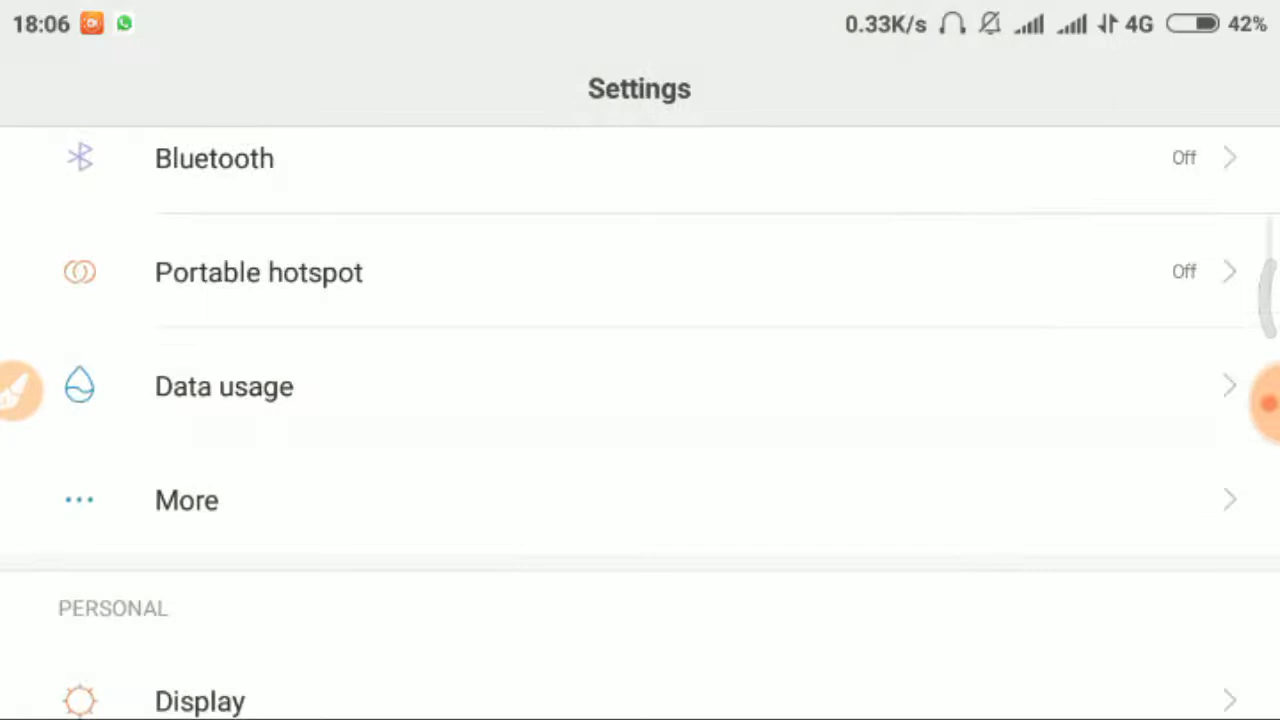 18:06 0.33K/s 4G 42%
Settings
Bluetooth Off
Portable hotspot Off
Data usage
More
PERSONAL
Display